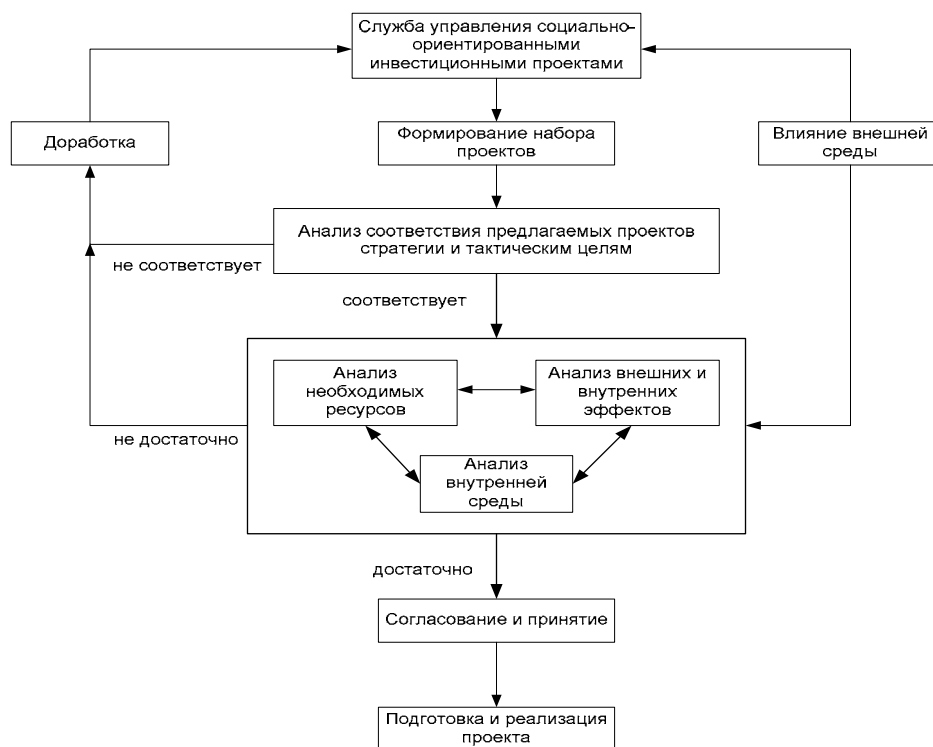 Служба управления социально–
ориентированными
инвестиционными проектами
Доработка
Формирование набора
проектов
Влияние внешней
среды
Анализ соответствия предлагаемых проектов
стратегии и тактическим целям
не соответствует
соответствует
Анализ
необходимых
ресурсов
Анализ внешних и
внутренних
эффектов
не достаточно
Анализ
внутренней
среды
достаточно
Согласование и принятие
Подготовка и реализация
проекта